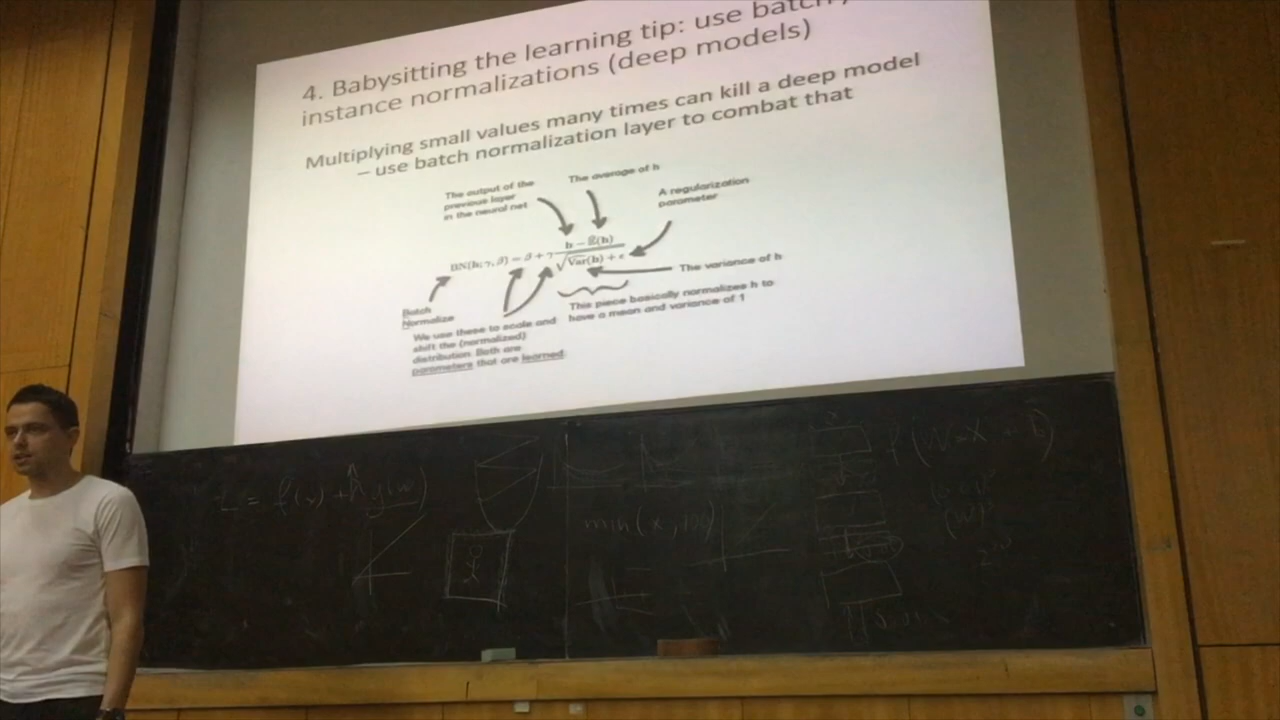 4. Babysitting the learning tip: use batch
instance normalizations (deep models)
Multiplying small values many times can kill a deep model
– use batch normalization layer to combat that
The output of the
previous layer
in the neural net
The average of h
A regularization
parameter
BN(h; γ, β) = β + γ (h − 𝔼(h)) / √(Var(h) + ε)
The variance of h
This piece basically normalizes h to
have a mean and variance of 1
Batch
Normalize
We use these to scale and
shift the (normalized)
distribution. Both are
parameters that are learned.
L = f(x) + λ g(w)
min(x, 100)